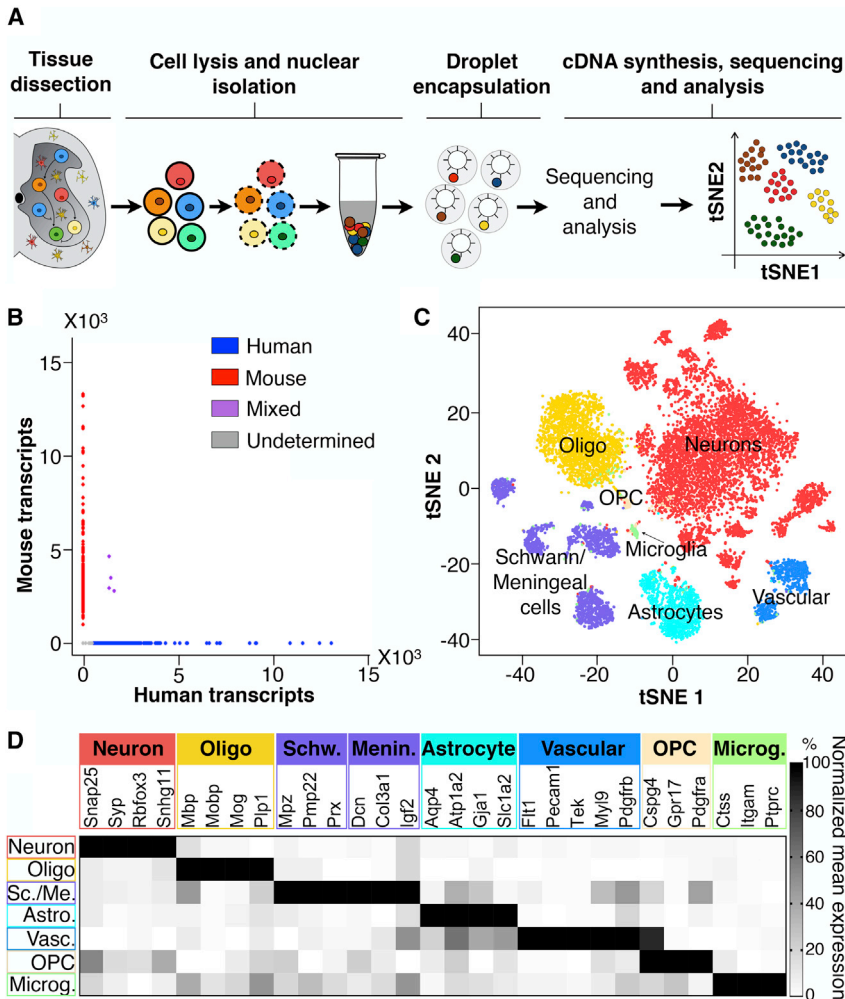 A
Tissue
dissection
Cell lysis and nuclear
isolation
Droplet
encapsulation
cDNA synthesis, sequencing
and analysis
Sequencing
and
analysis
tSNE2
tSNE1
B
X10³
15
10
5
0
Mouse transcripts
Human
Mouse
Mixed
Undetermined
0
5
10
15
X10³
Human transcripts
C
40
20
0
-20
-40
tSNE 2
Oligo
Neurons
OPC
Microglia
Schwann/
Meningeal
cells
Astrocytes
Vascular
-40
-20
0
20
40
tSNE 1
D
Neuron Oligo Schw. Menin. Astrocyte Vascular OPC Microg.
Snap25 Syp Rbfox3 Snhg11 Mbp Mobp Mog Plp1 Mpz Pmp22 Prx Dcn Col3a1 Igf2 Aqp4 Atp1a2 Gja1 Slc1a2 Flt1 Pecam1 Tek Myl9 Pdgfrb Cspg4 Gpr17 Pdgfra Ctss Itgam Ptprc
Neuron
Oligo
Sc./Me.
Astro.
Vasc.
OPC
Microg.
%
100
80
60
40
20
0
Normalized mean expression